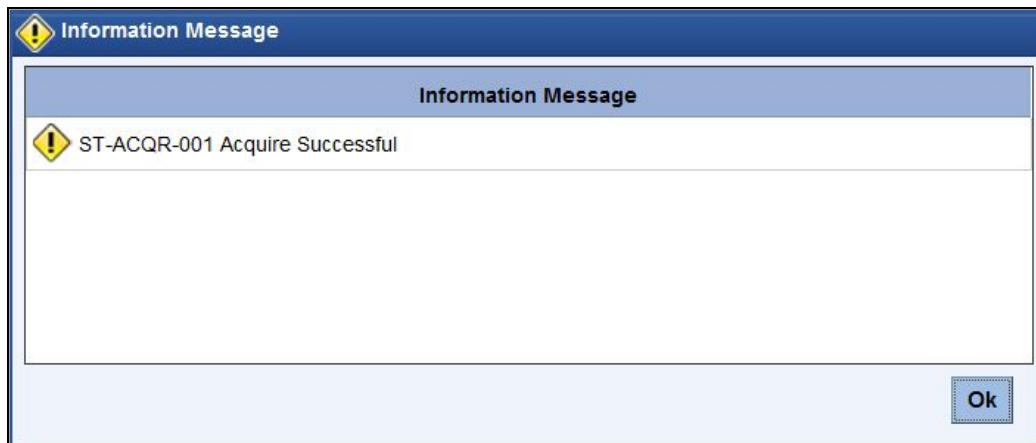 Information Message
Information Message
ST-ACQR-001 Acquire Successful
Ok